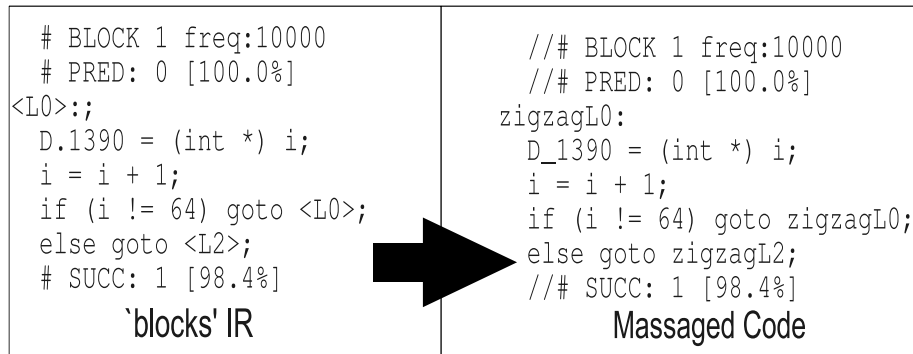 # BLOCK 1 freq:10000
# PRED: 0 [100.0%]
<L0>:;
D.1390 = (int *) i;
i = i + 1;
if (i != 64) goto <L0>;
else goto <L2>;
# SUCC: 1 [98.4%]
`blocks' IR
//# BLOCK 1 freq:10000
//# PRED: 0 [100.0%]
zigzagL0:
D_1390 = (int *) i;
i = i + 1;
if (i != 64) goto zigzagL0;
else goto zigzagL2;
//# SUCC: 1 [98.4%]
Massaged Code